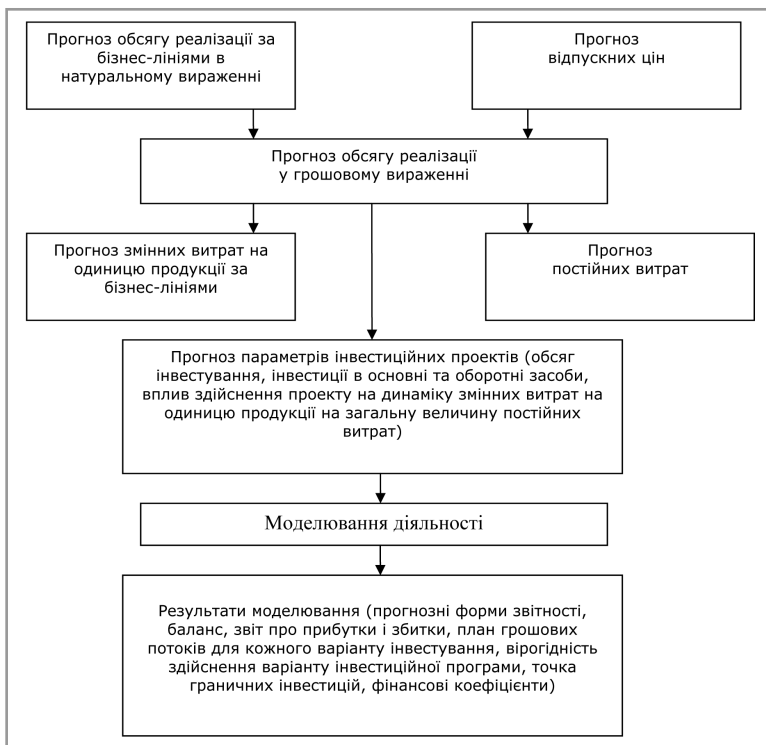 Прогноз обсягу реалізації за
бізнес-лініями в
натуральному вираженні
Прогноз
відпускних цін
Прогноз обсягу реалізації
у грошовому вираженні
Прогноз змінних витрат на
одиницю продукції за
бізнес-лініями
Прогноз
постійних витрат
Прогноз параметрів інвестиційних проектів (обсяг
інвестування, інвестиції в основні та оборотні засоби,
вплив здійснення проекту на динаміку змінних витрат на
одиницю продукції на загальну величину постійних
витрат)
Моделювання діяльності
Результати моделювання (прогнозні форми звітності,
баланс, звіт про прибутки і збитки, план грошових
потоків для кожного варіанту інвестування, вірогідність
здійснення варіанту інвестиційної програми, точка
граничних інвестицій, фінансові коефіцієнти)